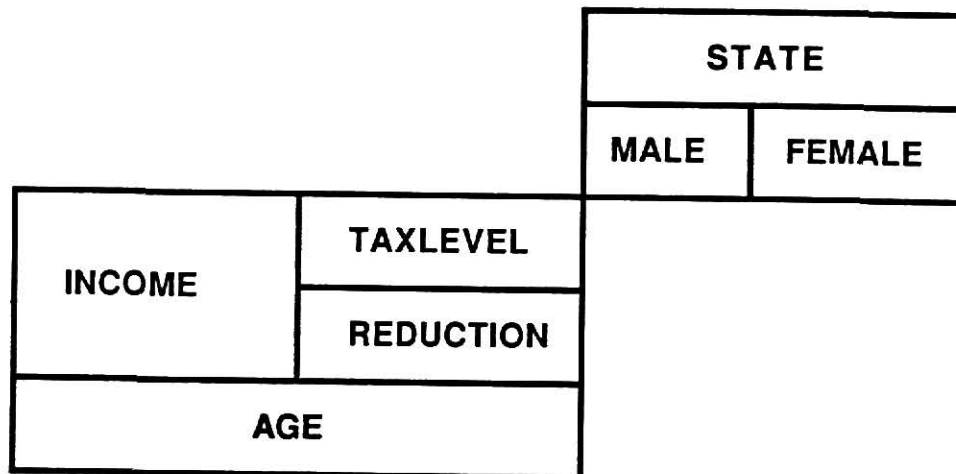 STATE
MALE FEMALE
TAXLEVEL
INCOME
REDUCTION
AGE